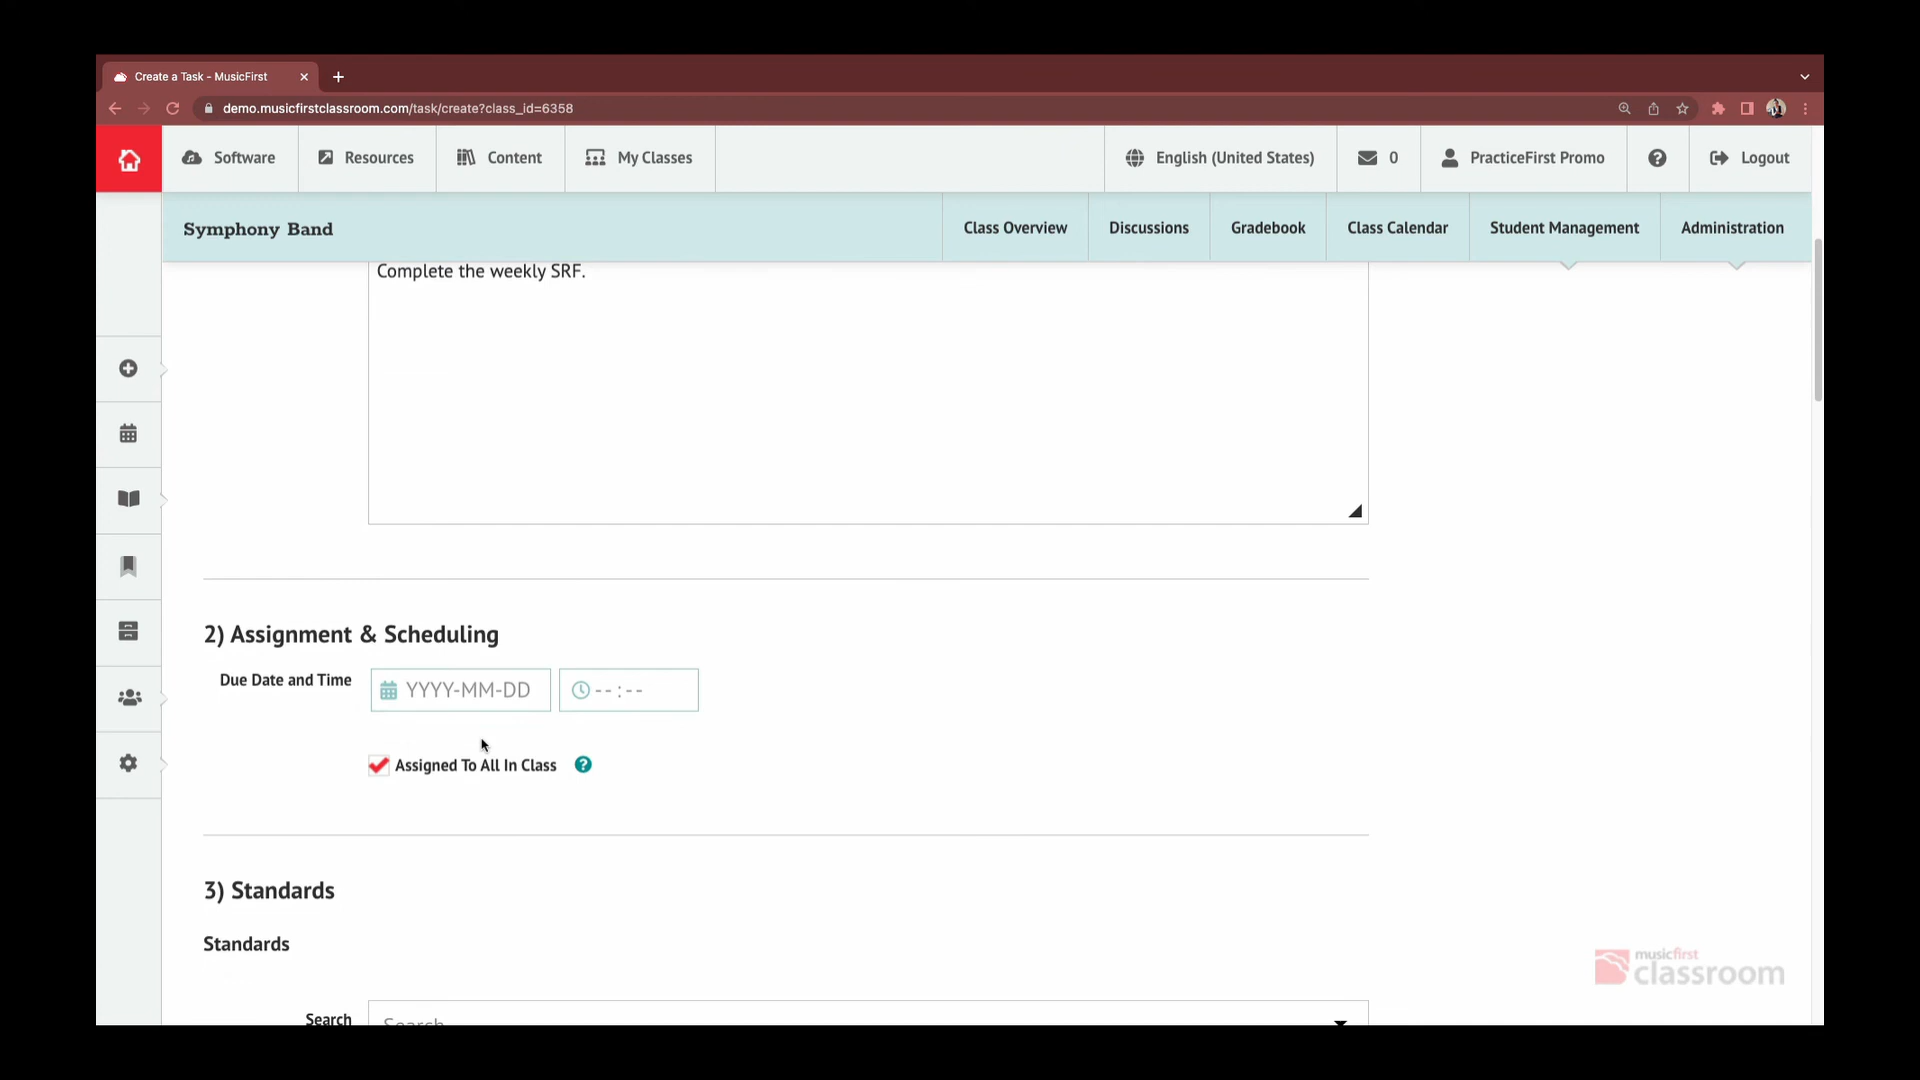 Create a Task - MusicFirst
demo.musicfirstclassroom.com/task/create?class_id=6358
Software
Resources
Content
My Classes
English (United States)
0
PracticeFirst Promo
Logout
Symphony Band
Class Overview
Discussions
Gradebook
Class Calendar
Student Management
Administration
Complete the weekly SRF.
2) Assignment & Scheduling
Due Date and Time
YYYY-MM-DD
-- : --
Assigned To All In Class
3) Standards
Standards
Search
Search
musicfirst
classroom